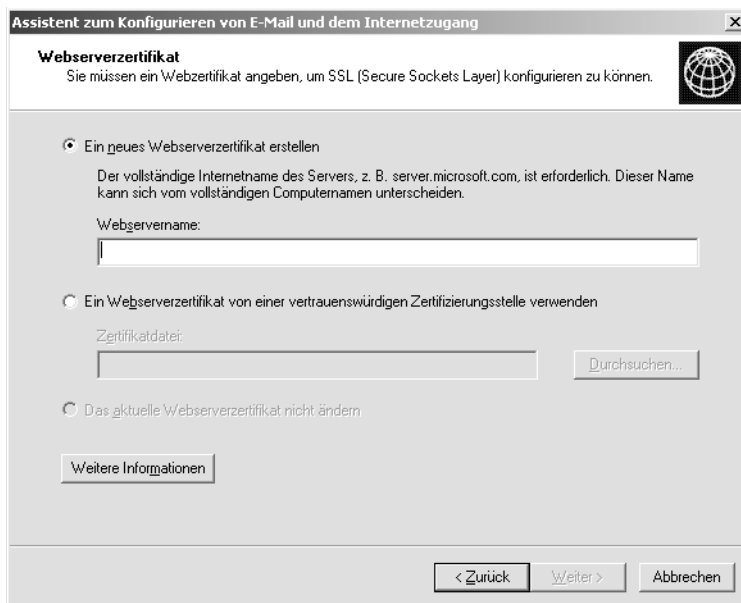 Assistent zum Konfigurieren von E-Mail und dem Internetzugang
Webserverzertifikat
Sie müssen ein Webzertifikat angeben, um SSL (Secure Sockets Layer) konfigurieren zu können.
Ein neues Webserverzertifikat erstellen
Der vollständige Internetname des Servers, z. B. server.microsoft.com, ist erforderlich. Dieser Name
kann sich vom vollständigen Computernamen unterscheiden.
Webservername:
Ein Webserverzertifikat von einer vertrauenswürdigen Zertifizierungsstelle verwenden
Zertifikatdatei:
Durchsuchen...
Das aktuelle Webserverzertifikat nicht ändern
Weitere Informationen
< Zurück Weiter > Abbrechen